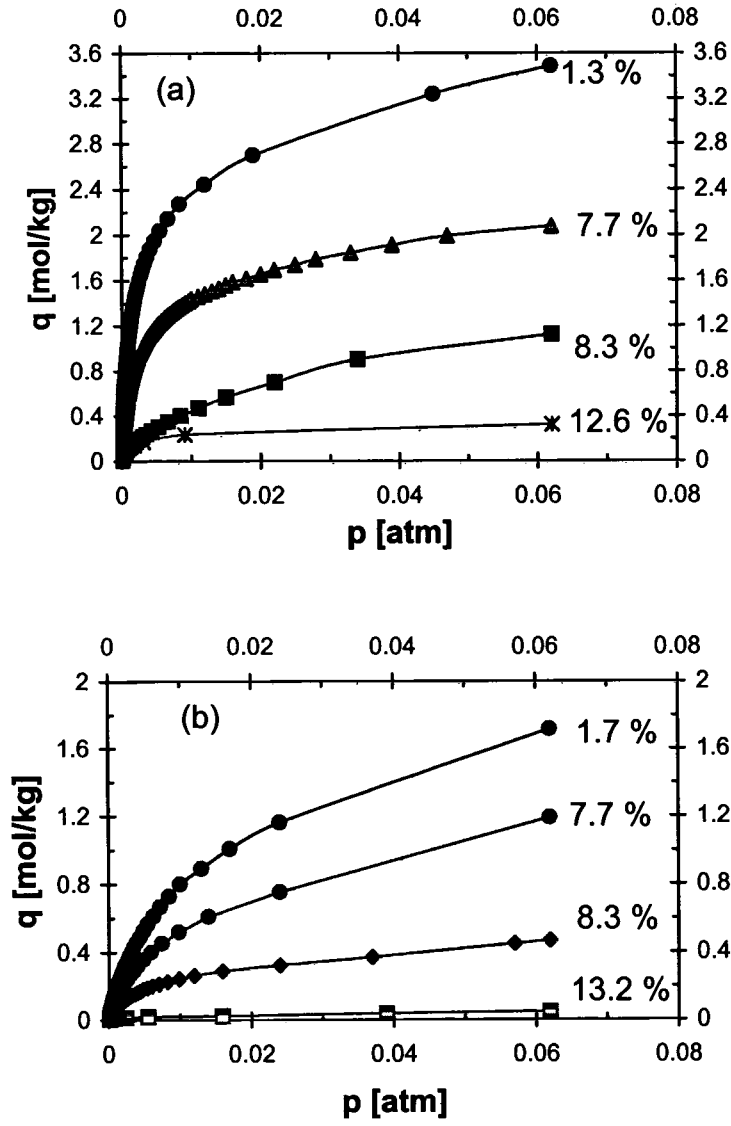 0 0.02 0.04 0.06 0.08
3.6 (a) 1.3 % 3.6
3.2 3.2
2.8 2.8
2.4 2.4
2 7.7 % 2
1.6 1.6
1.2 8.3 % 1.2
0.8 0.8
0.4 12.6 % 0.4
0 0
q [mol/kg]
0 0.02 0.04 0.06 0.08
p [atm]
0 0.02 0.04 0.06 0.08
2 (b) 2
1.6 1.7 % 1.6
1.2 7.7 % 1.2
0.8 8.3 % 0.8
0.4 13.2 % 0.4
0 0
q [mol/kg]
0 0.02 0.04 0.06 0.08
p [atm]